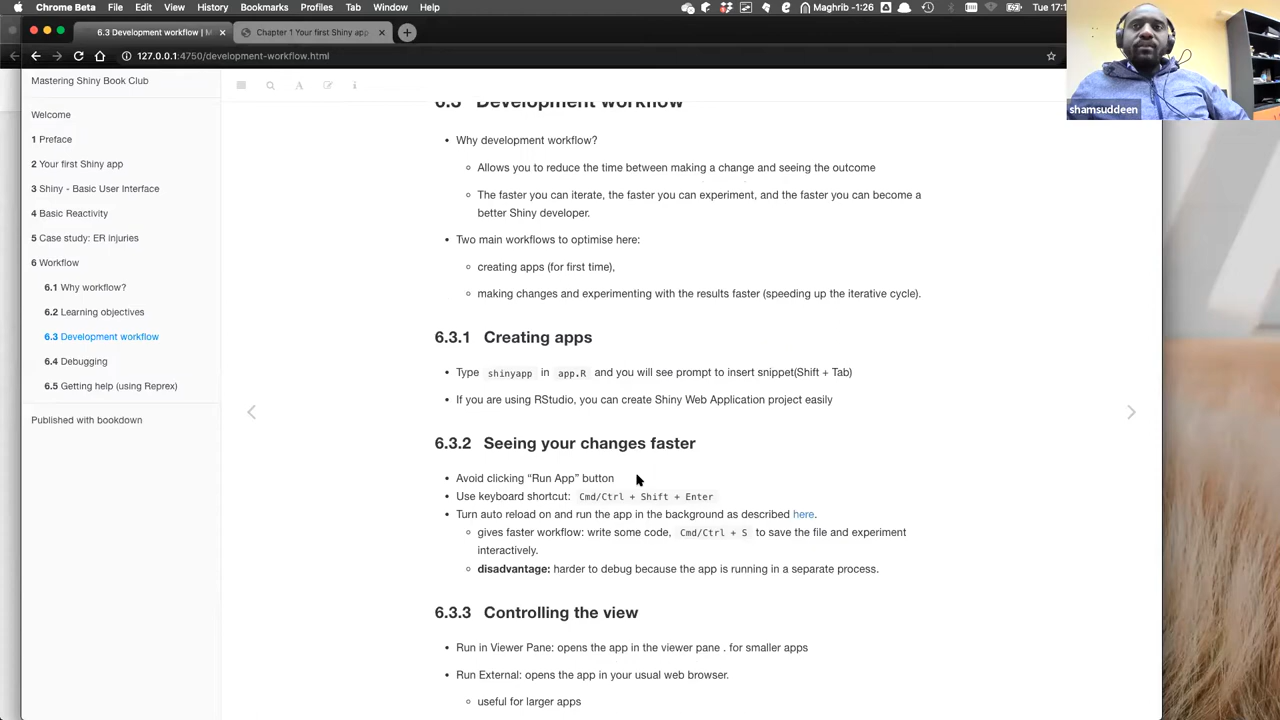 Chrome Beta File Edit View History Bookmarks Profiles Tab Window Help
Maghrib -1:26
Tue 17:1
6.3 Development workflow | M
Chapter 1 Your first Shiny app
127.0.0.1:4750/development-workflow.html
shamsuddeen
Mastering Shiny Book Club
Welcome
1 Preface
2 Your first Shiny app
3 Shiny - Basic User Interface
4 Basic Reactivity
5 Case study: ER injuries
6 Workflow
6.1 Why workflow?
6.2 Learning objectives
6.3 Development workflow
6.4 Debugging
6.5 Getting help (using Reprex)
Published with bookdown
6.3 Development workflow
• Why development workflow?
◦ Allows you to reduce the time between making a change and seeing the outcome
◦ The faster you can iterate, the faster you can experiment, and the faster you can become a
better Shiny developer.
• Two main workflows to optimise here:
◦ creating apps (for first time),
◦ making changes and experimenting with the results faster (speeding up the iterative cycle).
6.3.1 Creating apps
• Type shinyapp in app.R and you will see prompt to insert snippet(Shift + Tab)
• If you are using RStudio, you can create Shiny Web Application project easily
6.3.2 Seeing your changes faster
• Avoid clicking “Run App” button
• Use keyboard shortcut: Cmd/Ctrl + Shift + Enter
• Turn auto reload on and run the app in the background as described here.
◦ gives faster workflow: write some code, Cmd/Ctrl + S to save the file and experiment
interactively.
◦ disadvantage: harder to debug because the app is running in a separate process.
6.3.3 Controlling the view
• Run in Viewer Pane: opens the app in the viewer pane . for smaller apps
• Run External: opens the app in your usual web browser.
◦ useful for larger apps